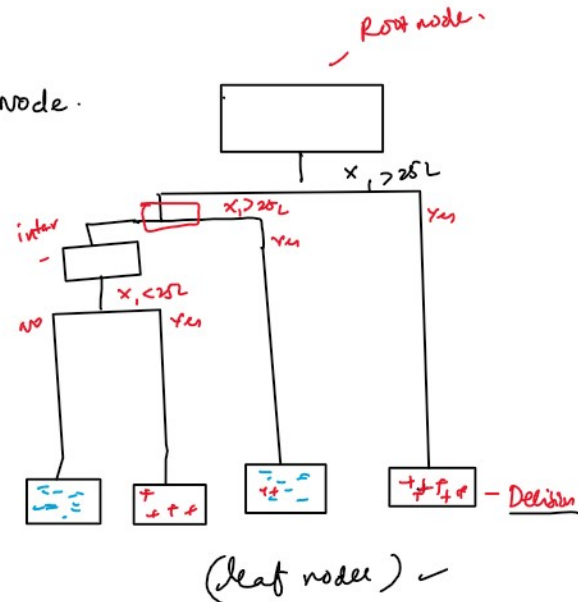 Root node.
Node.
x₁ > 25L
x₁ > 25L
Yes
inter
Yes
x₁ < 25L
No
Yes
Decision
(leaf nodes)